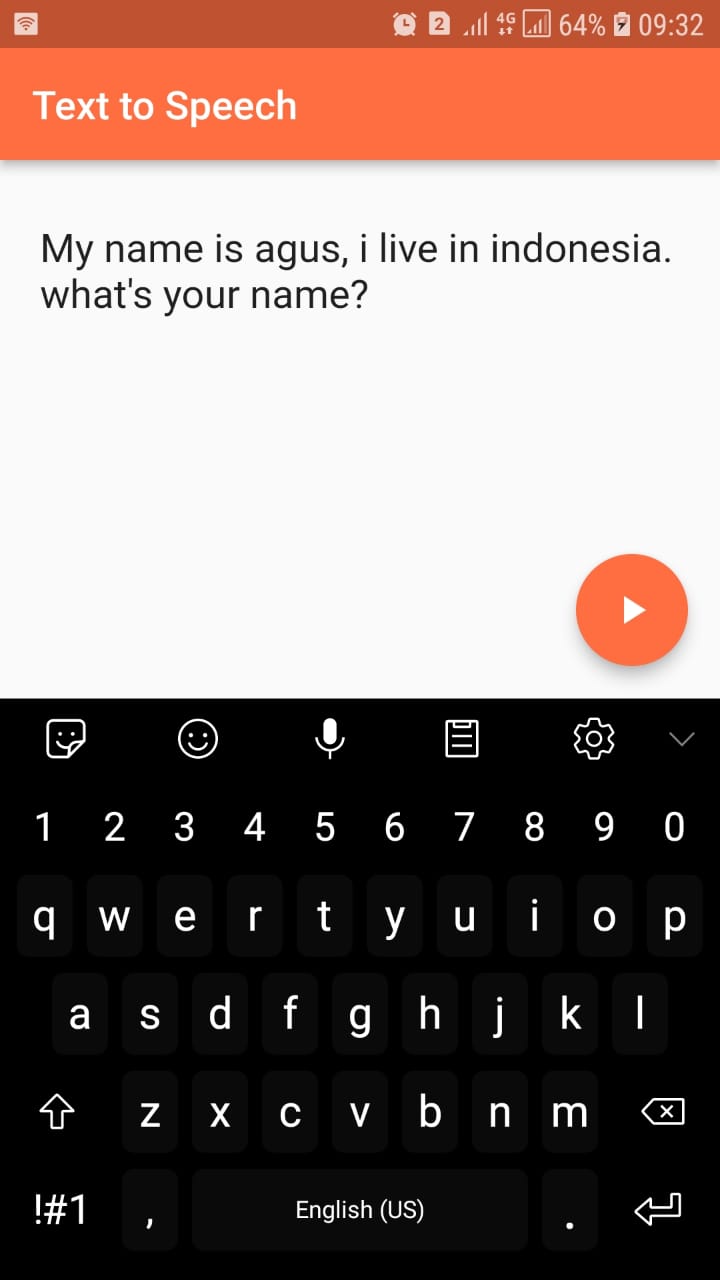 2 4G 64% 09:32
Text to Speech
My name is agus, i live in indonesia.
what's your name?
1 2 3 4 5 6 7 8 9 0
q w e r t y u i o p
a s d f g h j k l
z x c v b n m
!#1 , English (US) .